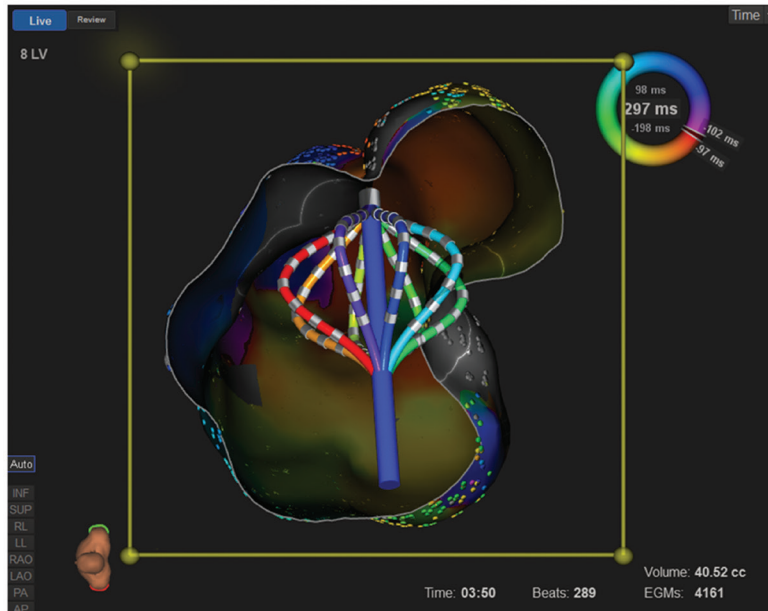 Live
Review
Time
8 LV
98 ms
297 ms
-198 ms
-102 ms
-97 ms
Auto
INF
SUP
RL
LL
RAO
LAO
PA
AP
Volume: 40.52 cc
Time: 03:50 Beats: 289 EGMs: 4161